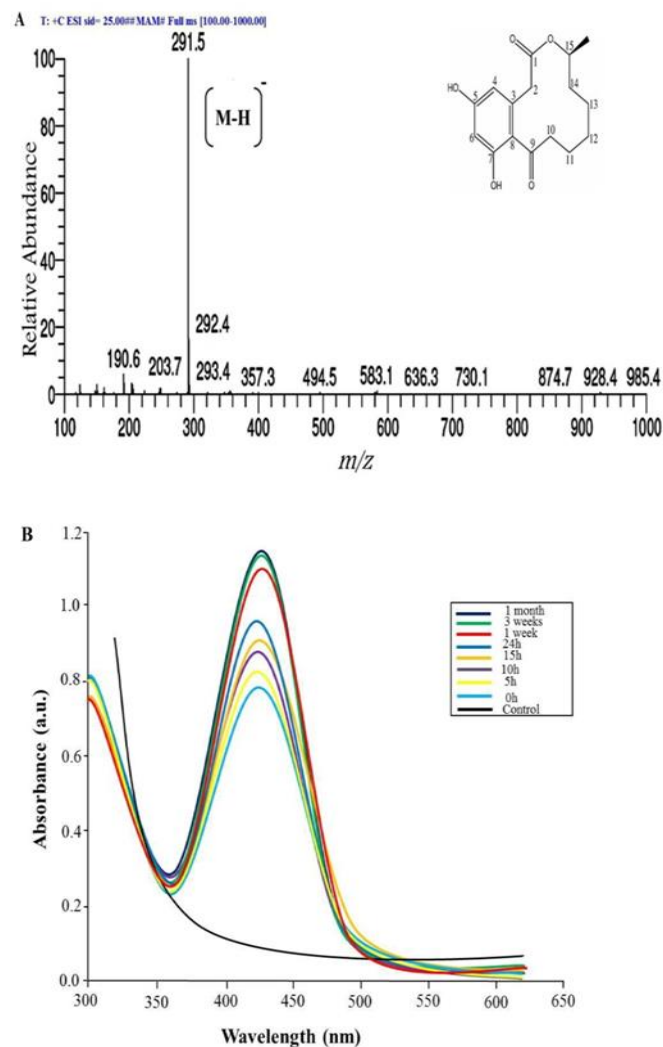 A
T: +C ESI sid= 25.00## MAM# Full ms [100.00-1000.00]
291.5
(M-H)-
292.4
190.6 203.7 293.4 357.3 494.5 583.1 636.3 730.1 874.7 928.4 985.4
100
80
60
40
20
0
Relative Abundance
100 200 300 400 500 600 700 800 900 1000
m/z
O
O
15
1
14
HO
5
4
3
2
13
6
7
8
9
10
11
12
OH
O
B
1.2
1.0
0.8
0.6
0.4
0.2
0.0
Absorbance (a.u.)
1 month
3 weeks
1 week
24h
15h
10h
5h
0h
Control
300 350 400 450 500 550 600 650
Wavelength (nm)